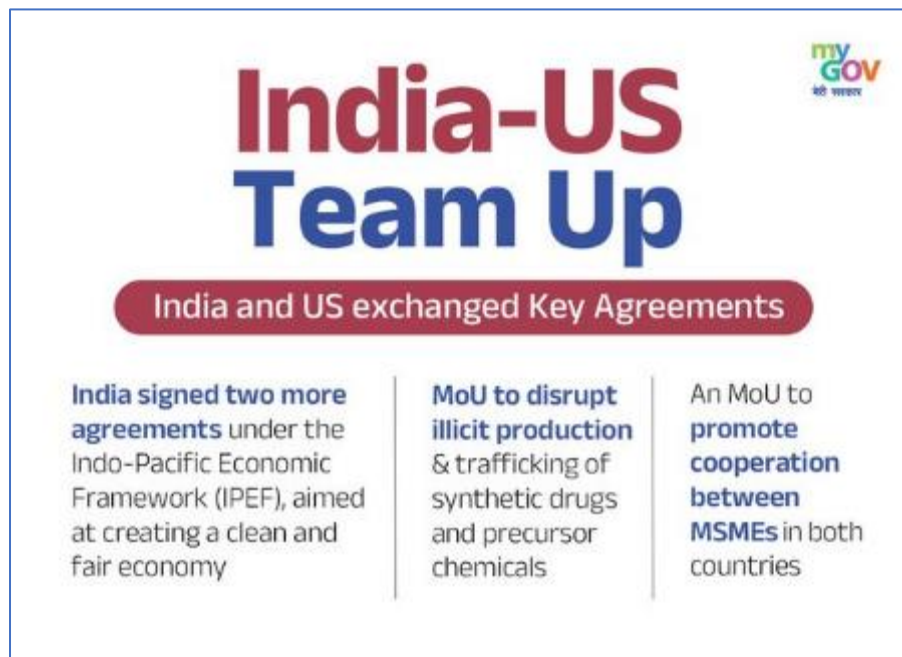 my
GOV
मेरी सरकार
India-US
Team Up
India and US exchanged Key Agreements
India signed two more
agreements under the
Indo-Pacific Economic
Framework (IPEF), aimed
at creating a clean and
fair economy
MoU to disrupt
illicit production
& trafficking of
synthetic drugs
and precursor
chemicals
An MoU to
promote
cooperation
between
MSMEs in both
countries